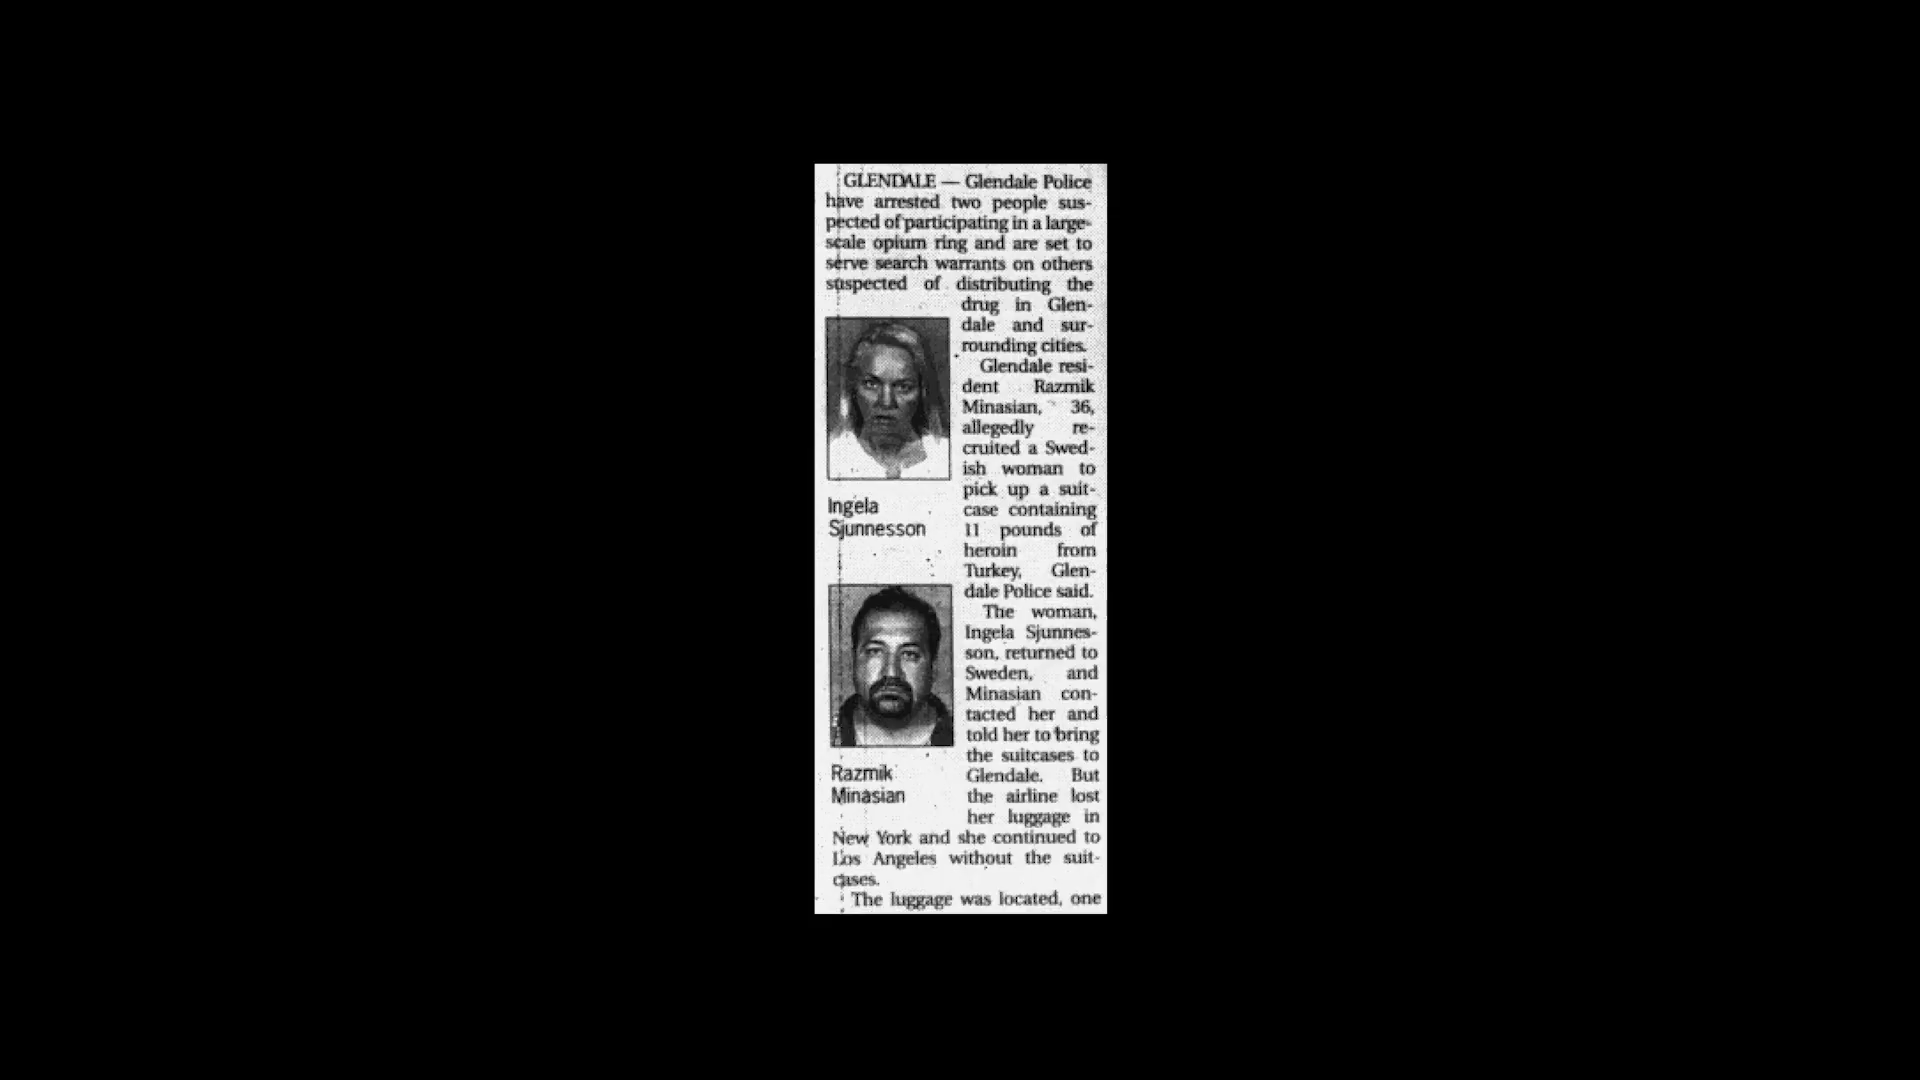 GLENDALE — Glendale Police
have arrested two people sus-
pected of participating in a large-
scale opium ring and are set to
serve search warrants on others
suspected of distributing the
drug in Glen-
dale and sur-
rounding cities.
Glendale resi-
dent Razmik
Minasian, 36,
allegedly re-
cruited a Swed-
ish woman to
pick up a suit-
case containing
11 pounds of
heroin from
Turkey, Glen-
dale Police said.
The woman,
Ingela Sjunnes-
son, returned to
Sweden, and
Minasian con-
tacted her and
told her to bring
the suitcases to
Glendale. But
the airline lost
her luggage in
New York and she continued to
Los Angeles without the suit-
cases.
The luggage was located, one
Ingela
Sjunnesson
Razmik
Minasian